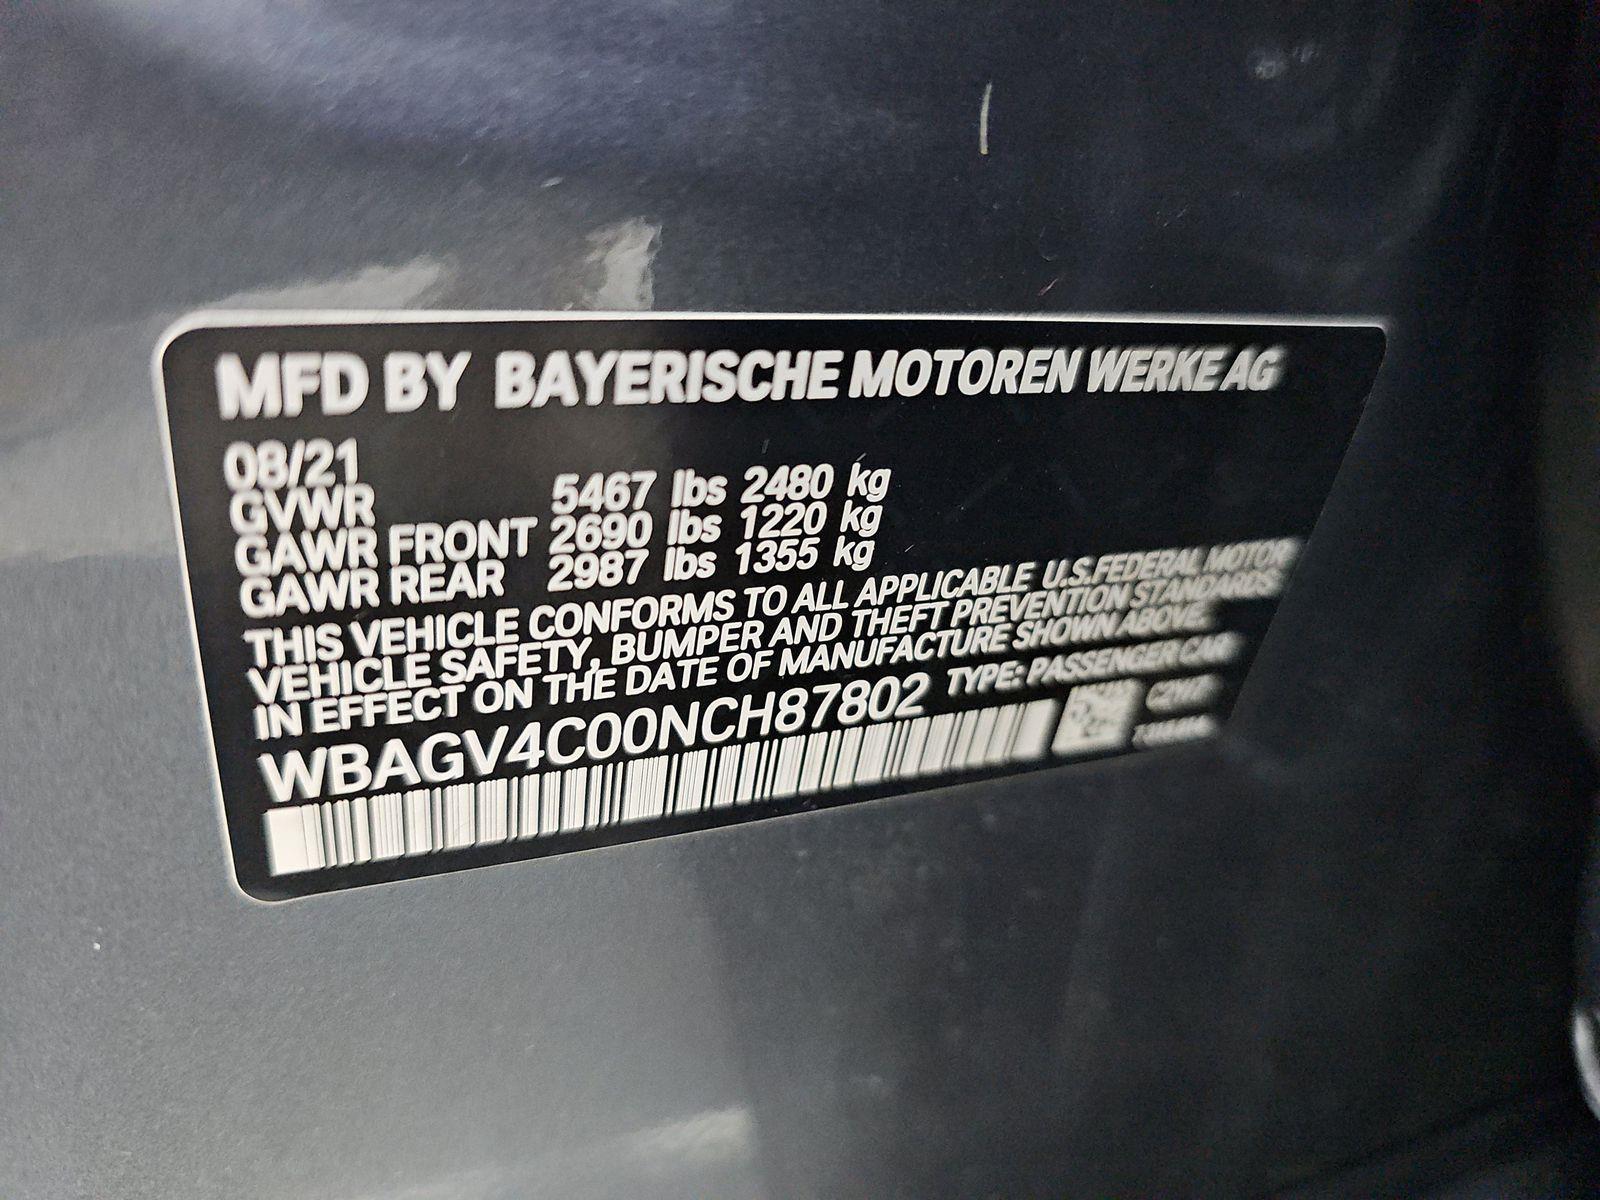 MFD BY BAYERISCHE MOTOREN WERKE AG
08/21
GVWR 5467 lbs 2480 kg
GAWR FRONT 2690 lbs 1220 kg
GAWR REAR 2987 lbs 1355 kg
THIS VEHICLE CONFORMS TO ALL APPLICABLE U.S.FEDERAL MOTOR
VEHICLE SAFETY, BUMPER AND THEFT PREVENTION STANDARDS
IN EFFECT ON THE DATE OF MANUFACTURE SHOWN ABOVE.
WBAGV4C00NCH87802 TYPE: PASSENGER CAR